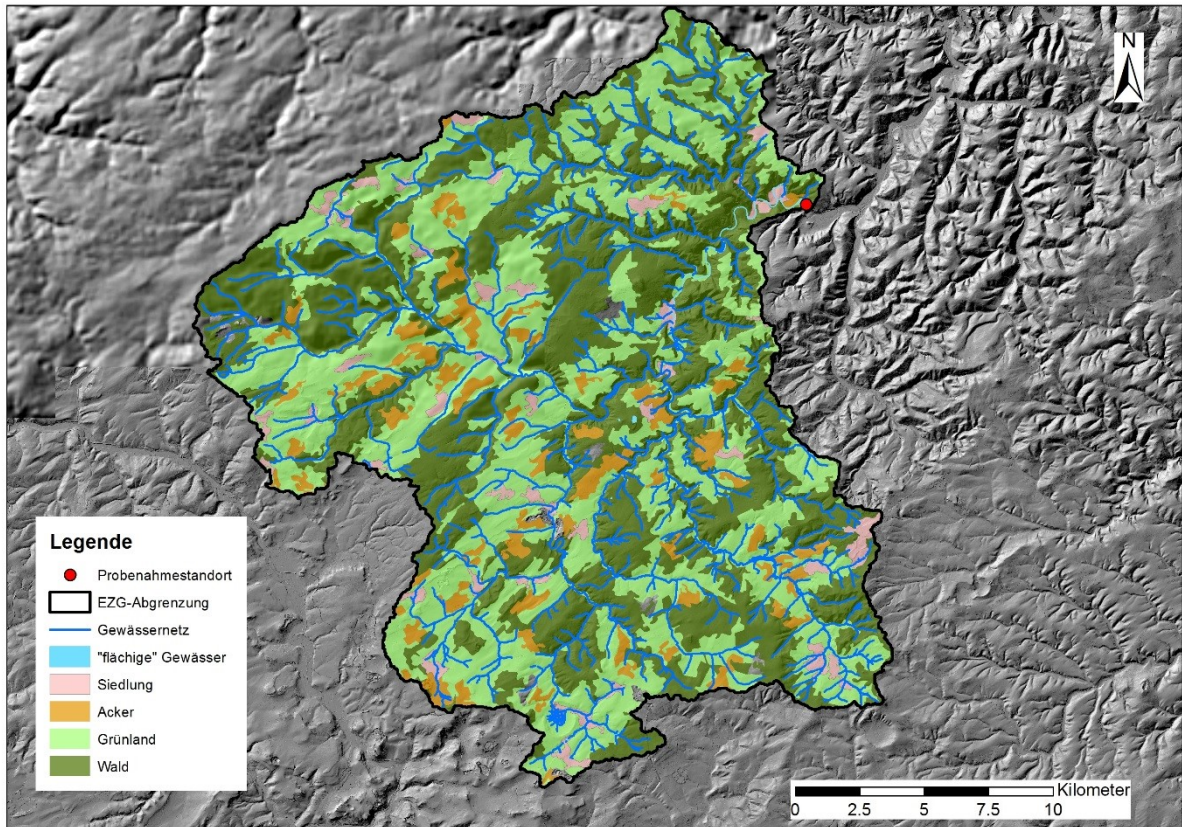 N
Legende
Probenahmestandort
EZG-Abgrenzung
Gewässernetz
"flächige" Gewässer
Siedlung
Acker
Grünland
Wald
Kilometer
0 2.5 5 7.5 10